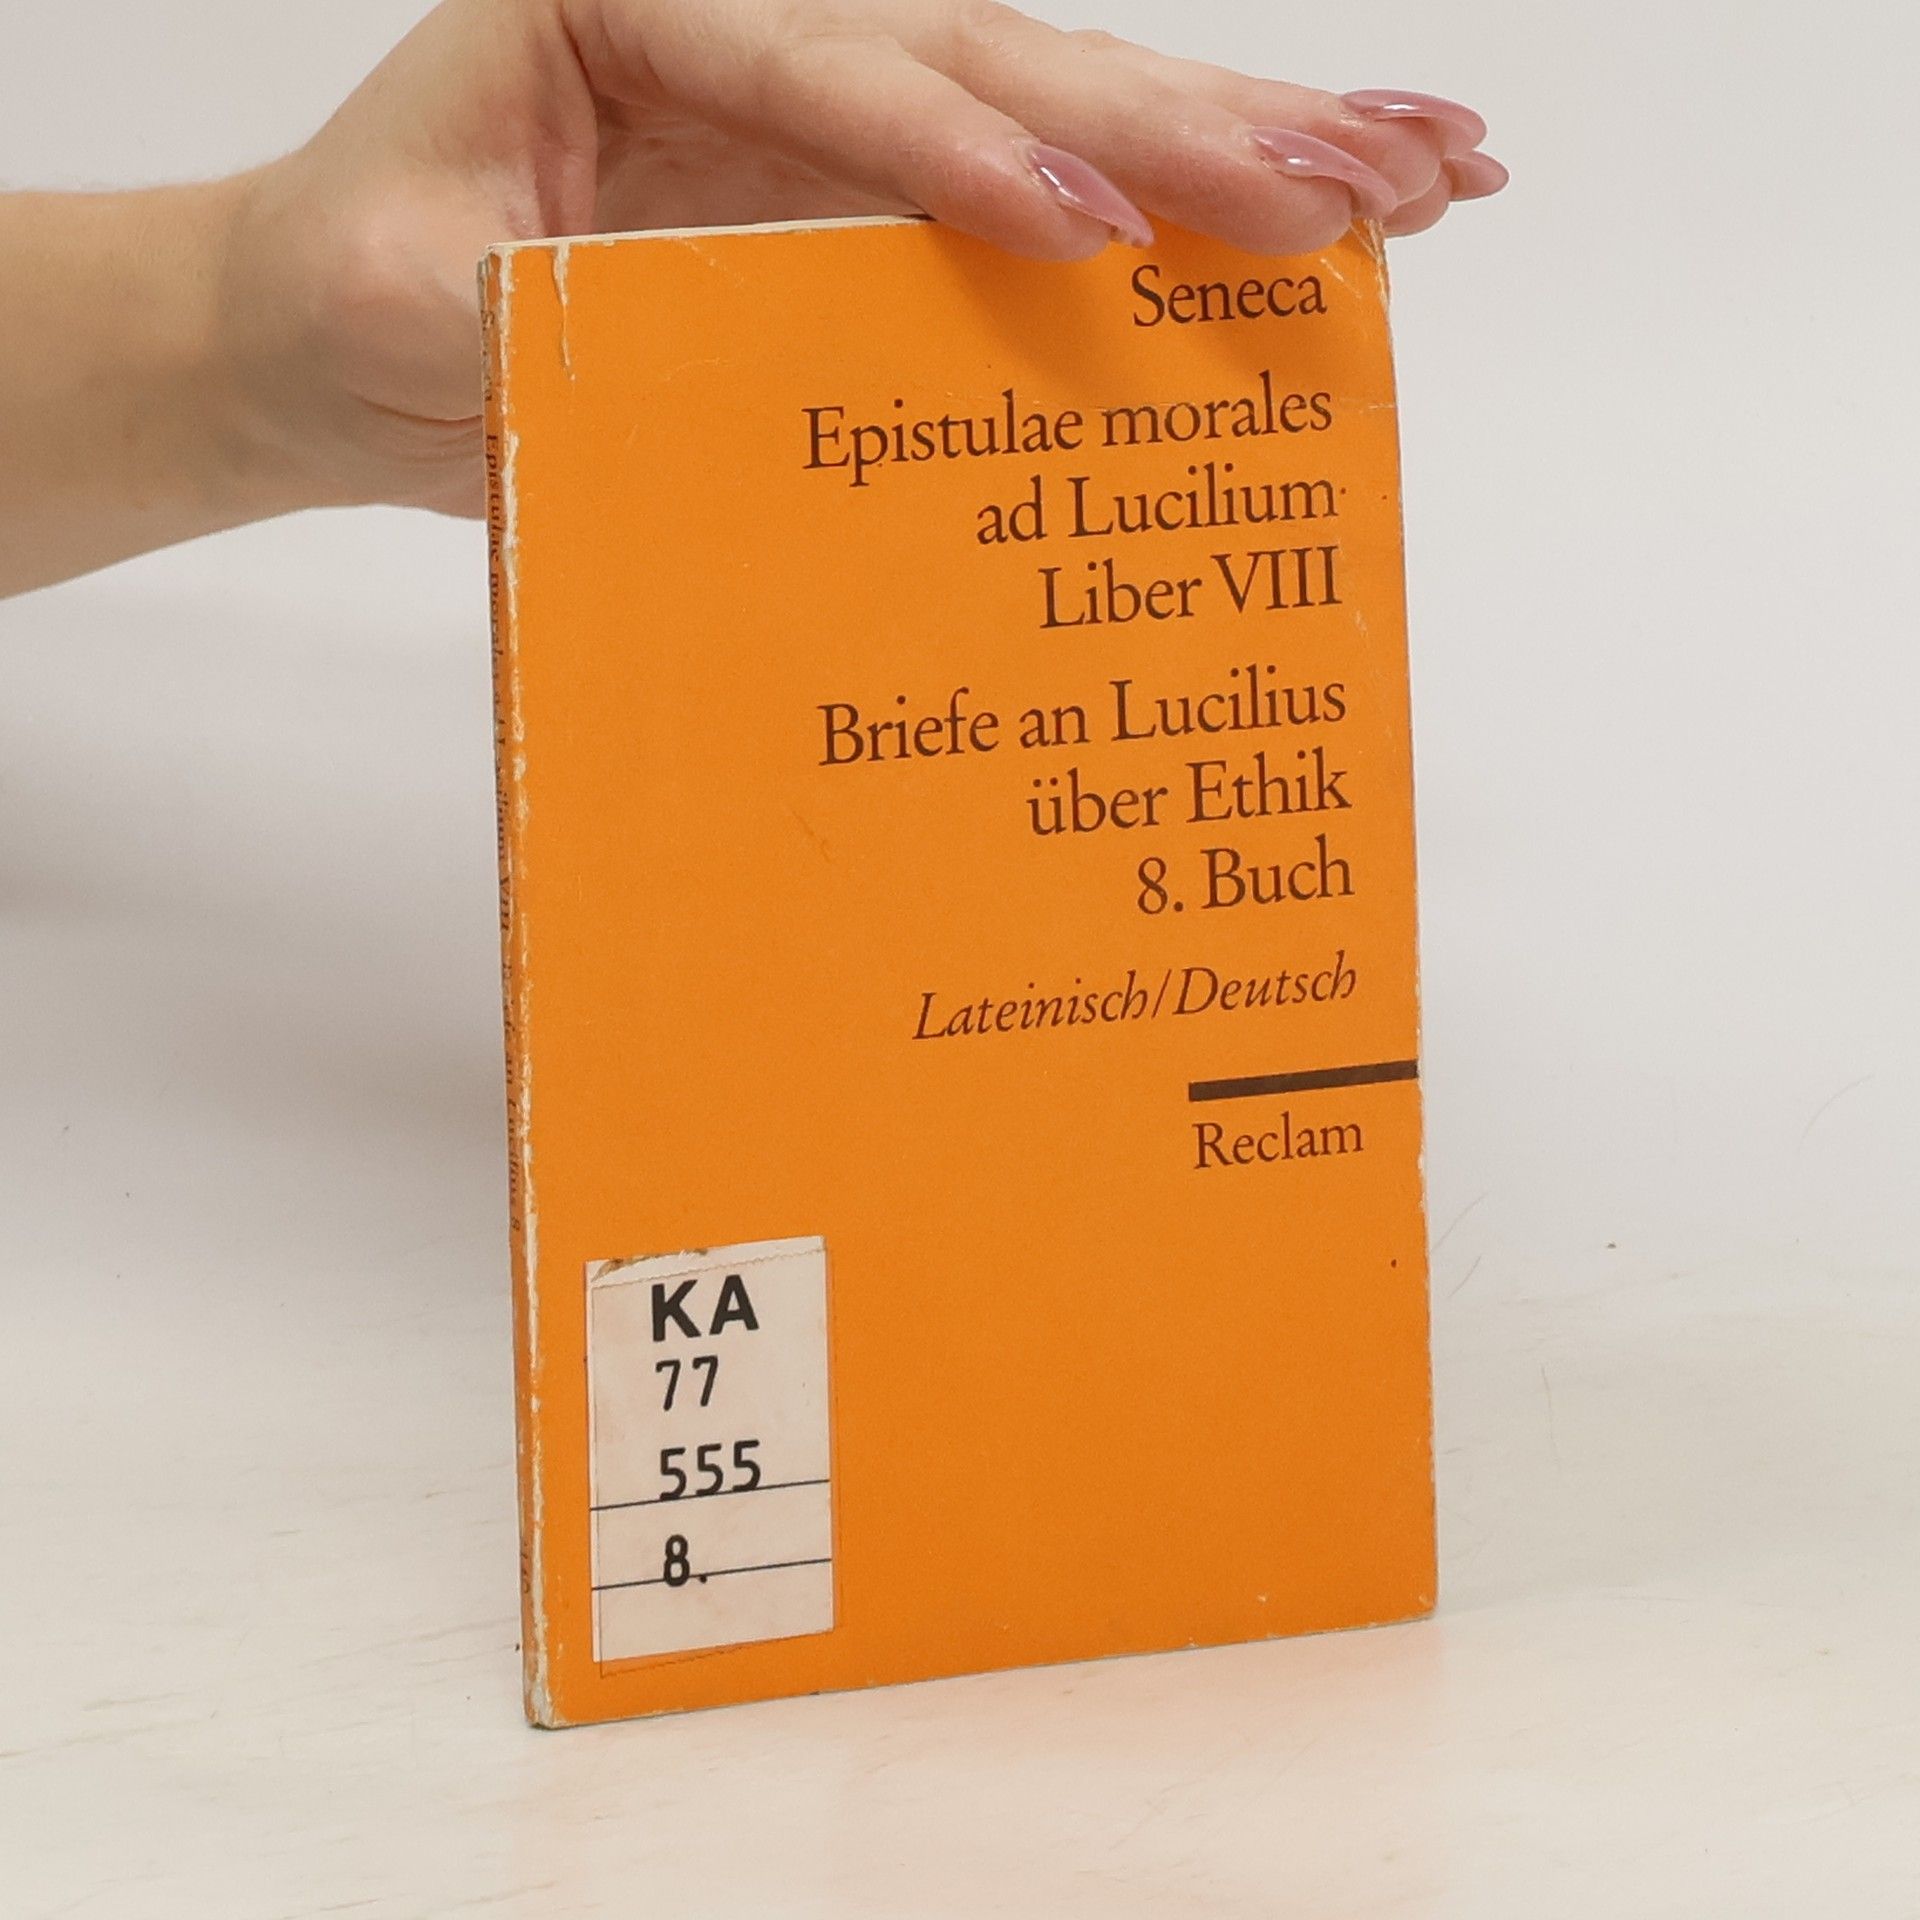 Seneca
Epistulae morales
ad Lucilium
Liber VIII
Briefe an Lucilius
über Ethik
8. Buch
Lateinisch/Deutsch
Reclam
KA
77
555
8.